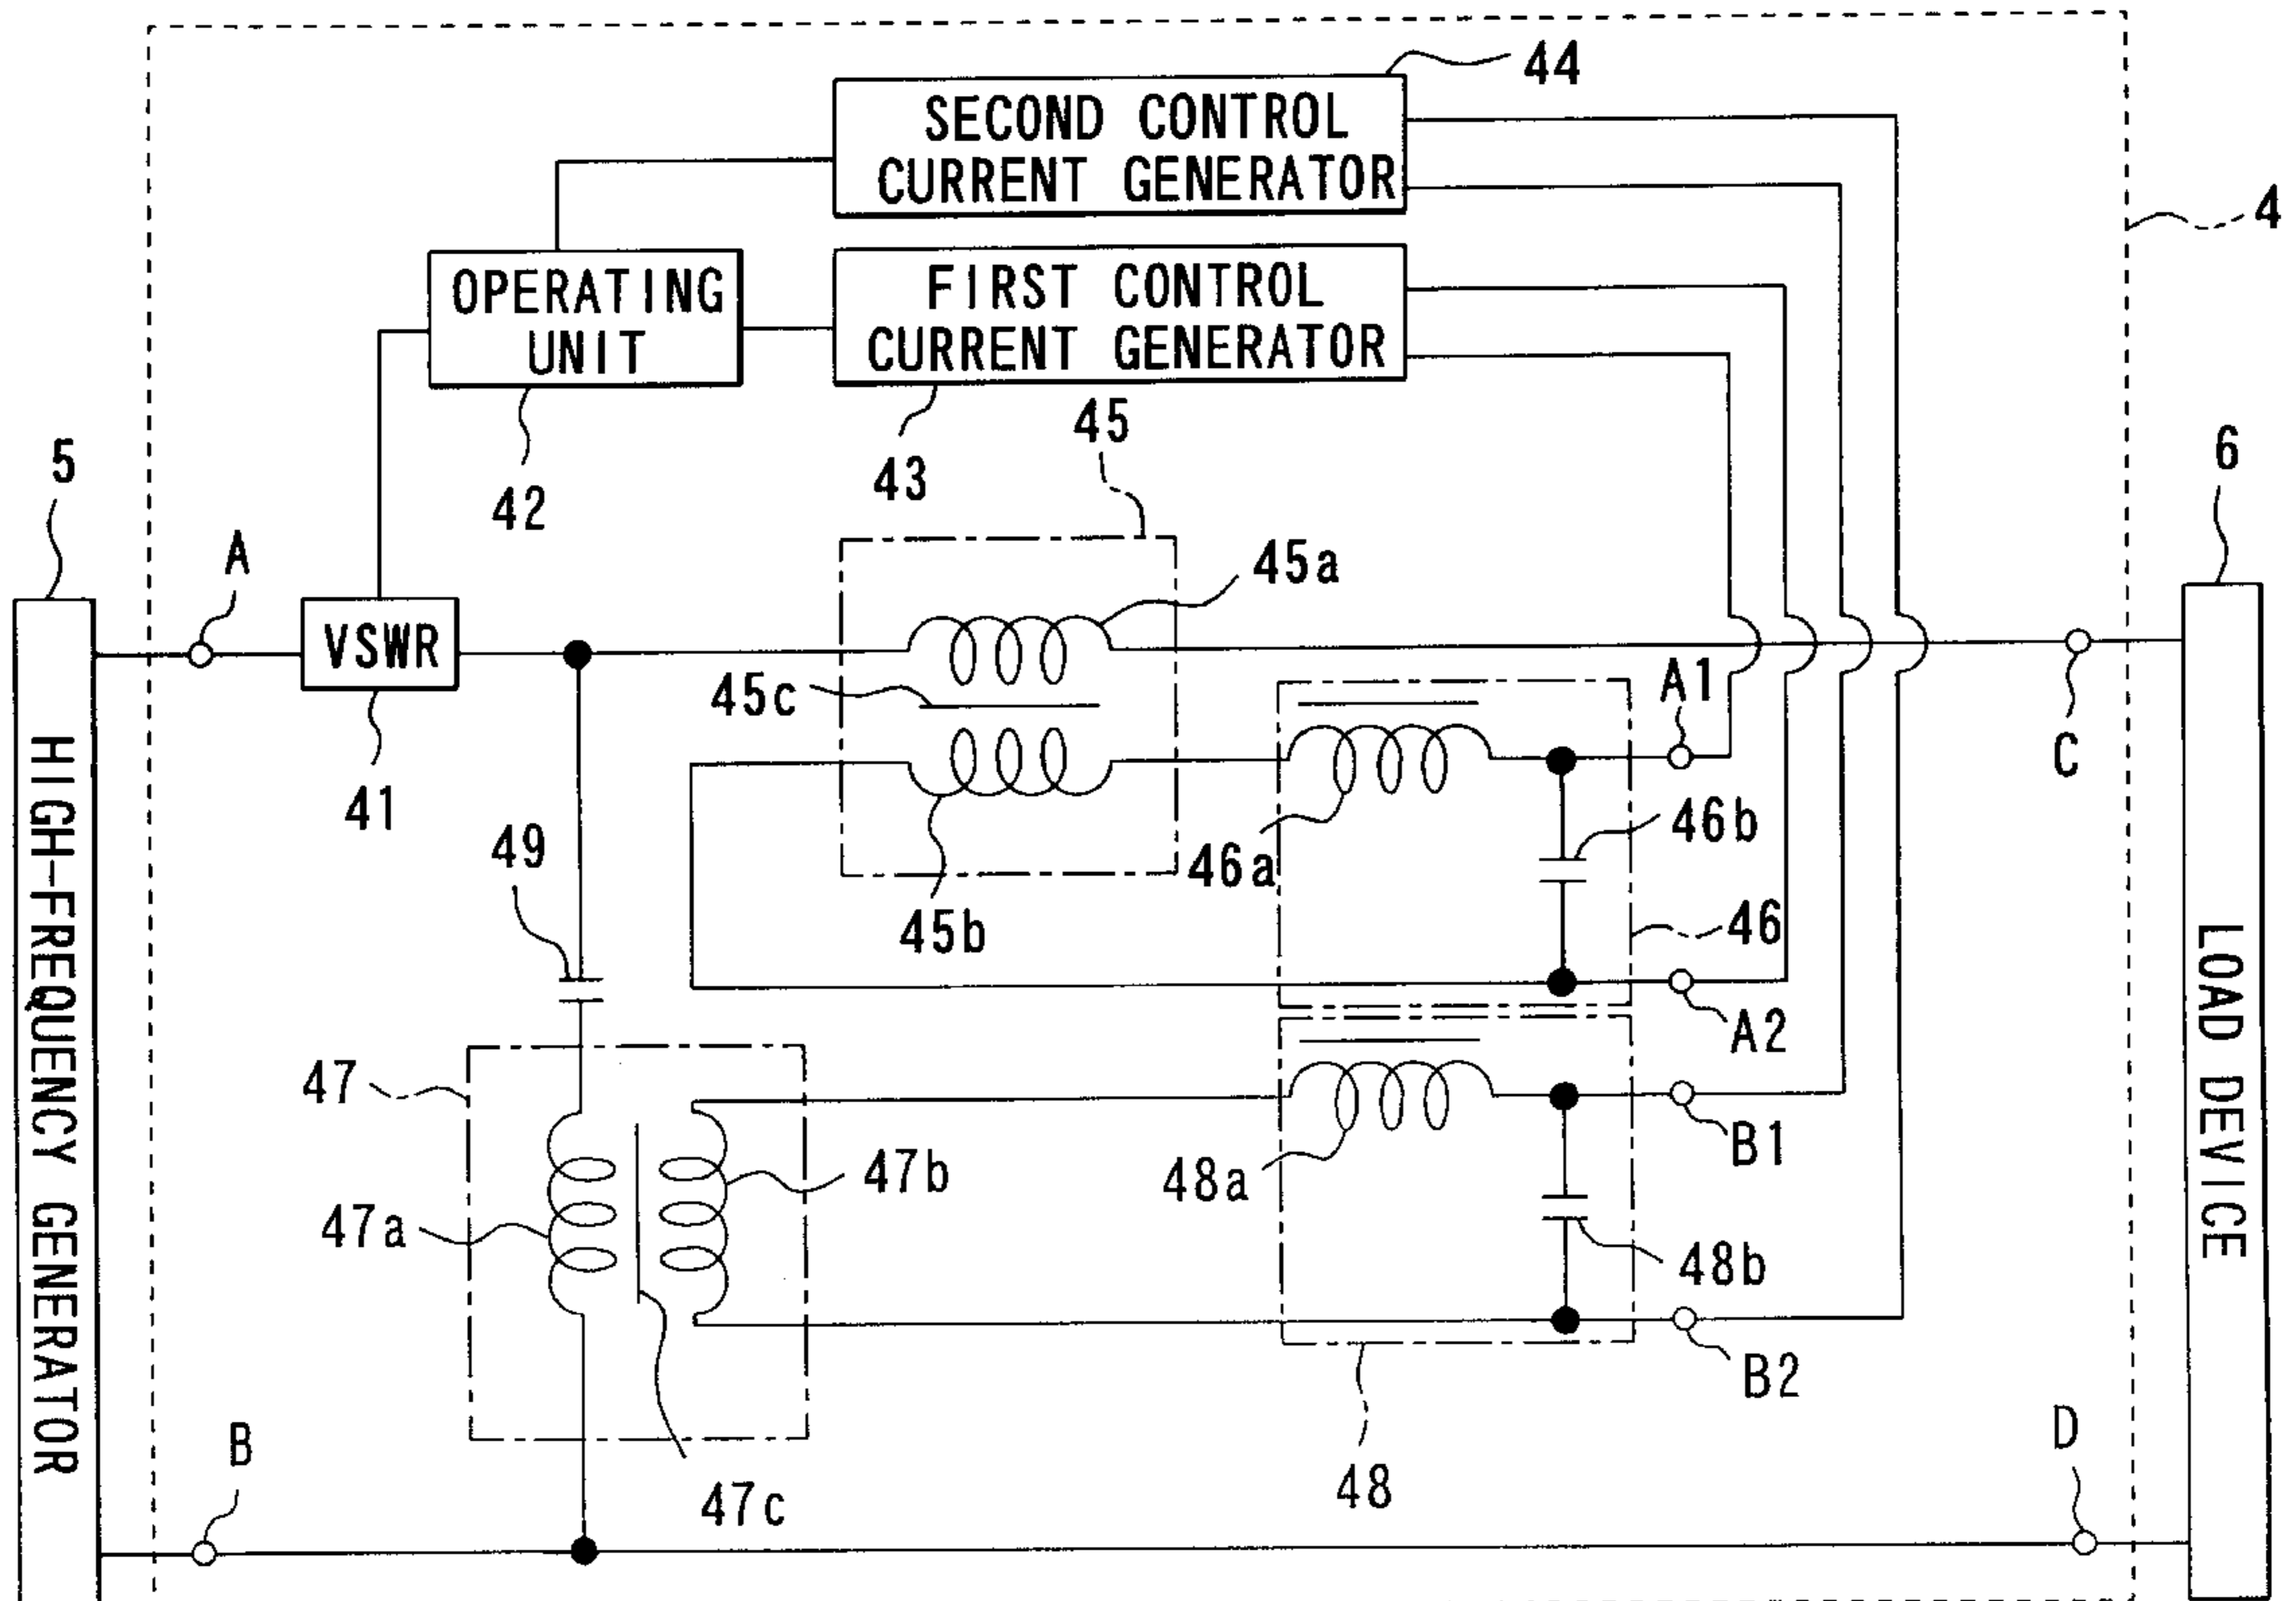 44
SECOND CONTROL
CURRENT GENERATOR
4
OPERATING
UNIT
FIRST CONTROL
CURRENT GENERATOR
45
42
43
5
6
A
45a
VSWR
45c
A1
C
41
49
46a
46b
45b
46
A2
47
B1
47b
48a
47a
48b
B2
B
D
47c
48
HIGH-FREQUENCY GENERATOR
LOAD DEVICE